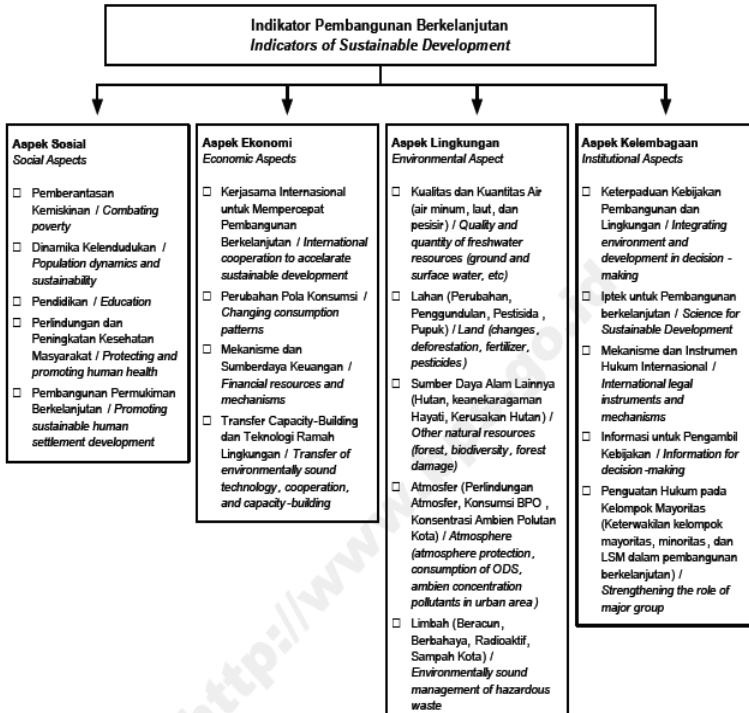 Indikator Pembangunan Berkelanjutan
Indicators of Sustainable Development
Aspek Sosial
Social Aspects
□ Pemberantasan
Kemiskinan / Combating
poverty
□ Dinamika Kelendudukan /
Population dynamics and
sustainability
□ Pendidikan / Education
□ Perlindungan dan
Peningkatan Kesehatan
Masyarakat / Protecting and
promoting human health
□ Pembangunan Permukiman
Berkelanjutan / Promoting
sustainable human
settlement development
Aspek Ekonomi
Economic Aspects
□ Kerjasama Internasional
untuk Mempercepat
Pembangunan
Berkelanjutan / International
cooperation to accelarate
sustainable development
□ Perubahan Pola Konsumsi /
Changing consumption
patterns
□ Mekanisme dan
Sumberdaya Keuangan /
Financial resources and
mechanisms
□ Transfer Capacity-Building
dan Teknologi Ramah
Lingkungan / Transfer of
environmentally sound
technology, cooperation,
and capacity-building
Aspek Lingkungan
Environmental Aspect
□ Kualitas dan Kuantitas Air
(air minum, laut, dan
pesisir) / Quality and
quantity of freshwater
resources (ground and
surface water, etc)
□ Lahan (Perubahan,
Penggundulan, Pestisida ,
Pupuk) / Land (changes,
deforestation, fertilizer,
pesticides)
□ Sumber Daya Alam Lainnya
(Hutan, keanekaragaman
Hayati, Kerusakan Hutan) /
Other natural resources
(forest, biodiversity, forest
damage)
□ Atmosfer (Perlindungan
Atmosfer, Konsumsi BPO ,
Konsentrasi Ambien Polutan
Kota) / Atmosphere
(atmosphere protection,
consumption of ODS,
ambien concentration
pollutants in urban area )
□ Limbah (Beracun,
Berbahaya, Radioaktif,
Sampah Kota) /
Environmentally sound
management of hazardous
waste
Aspek Kelembagaan
Institutional Aspects
□ Keterpaduan Kebijakan
Pembangunan dan
Lingkungan / Integrating
environment and
development in decision -
making
□ Iptek untuk Pembangunan
berkelanjutan / Science for
Sustainable Development
□ Mekanisme dan Instrumen
Hukum Internasional /
International legal
instruments and
mechanisms
□ Informasi untuk Pengambil
Kebijakan / Information for
decision -making
□ Penguatan Hukum pada
Kelompok Mayoritas
(Keterwakilan kelompok
mayoritas, minoritas, dan
LSM dalam pembangunan
berkelanjutan) /
Strengthening the role of
major group